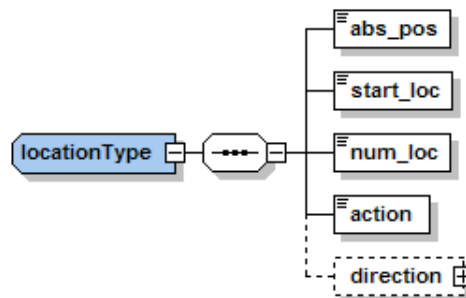 abs_pos
start_loc
locationType
num_loc
action
direction